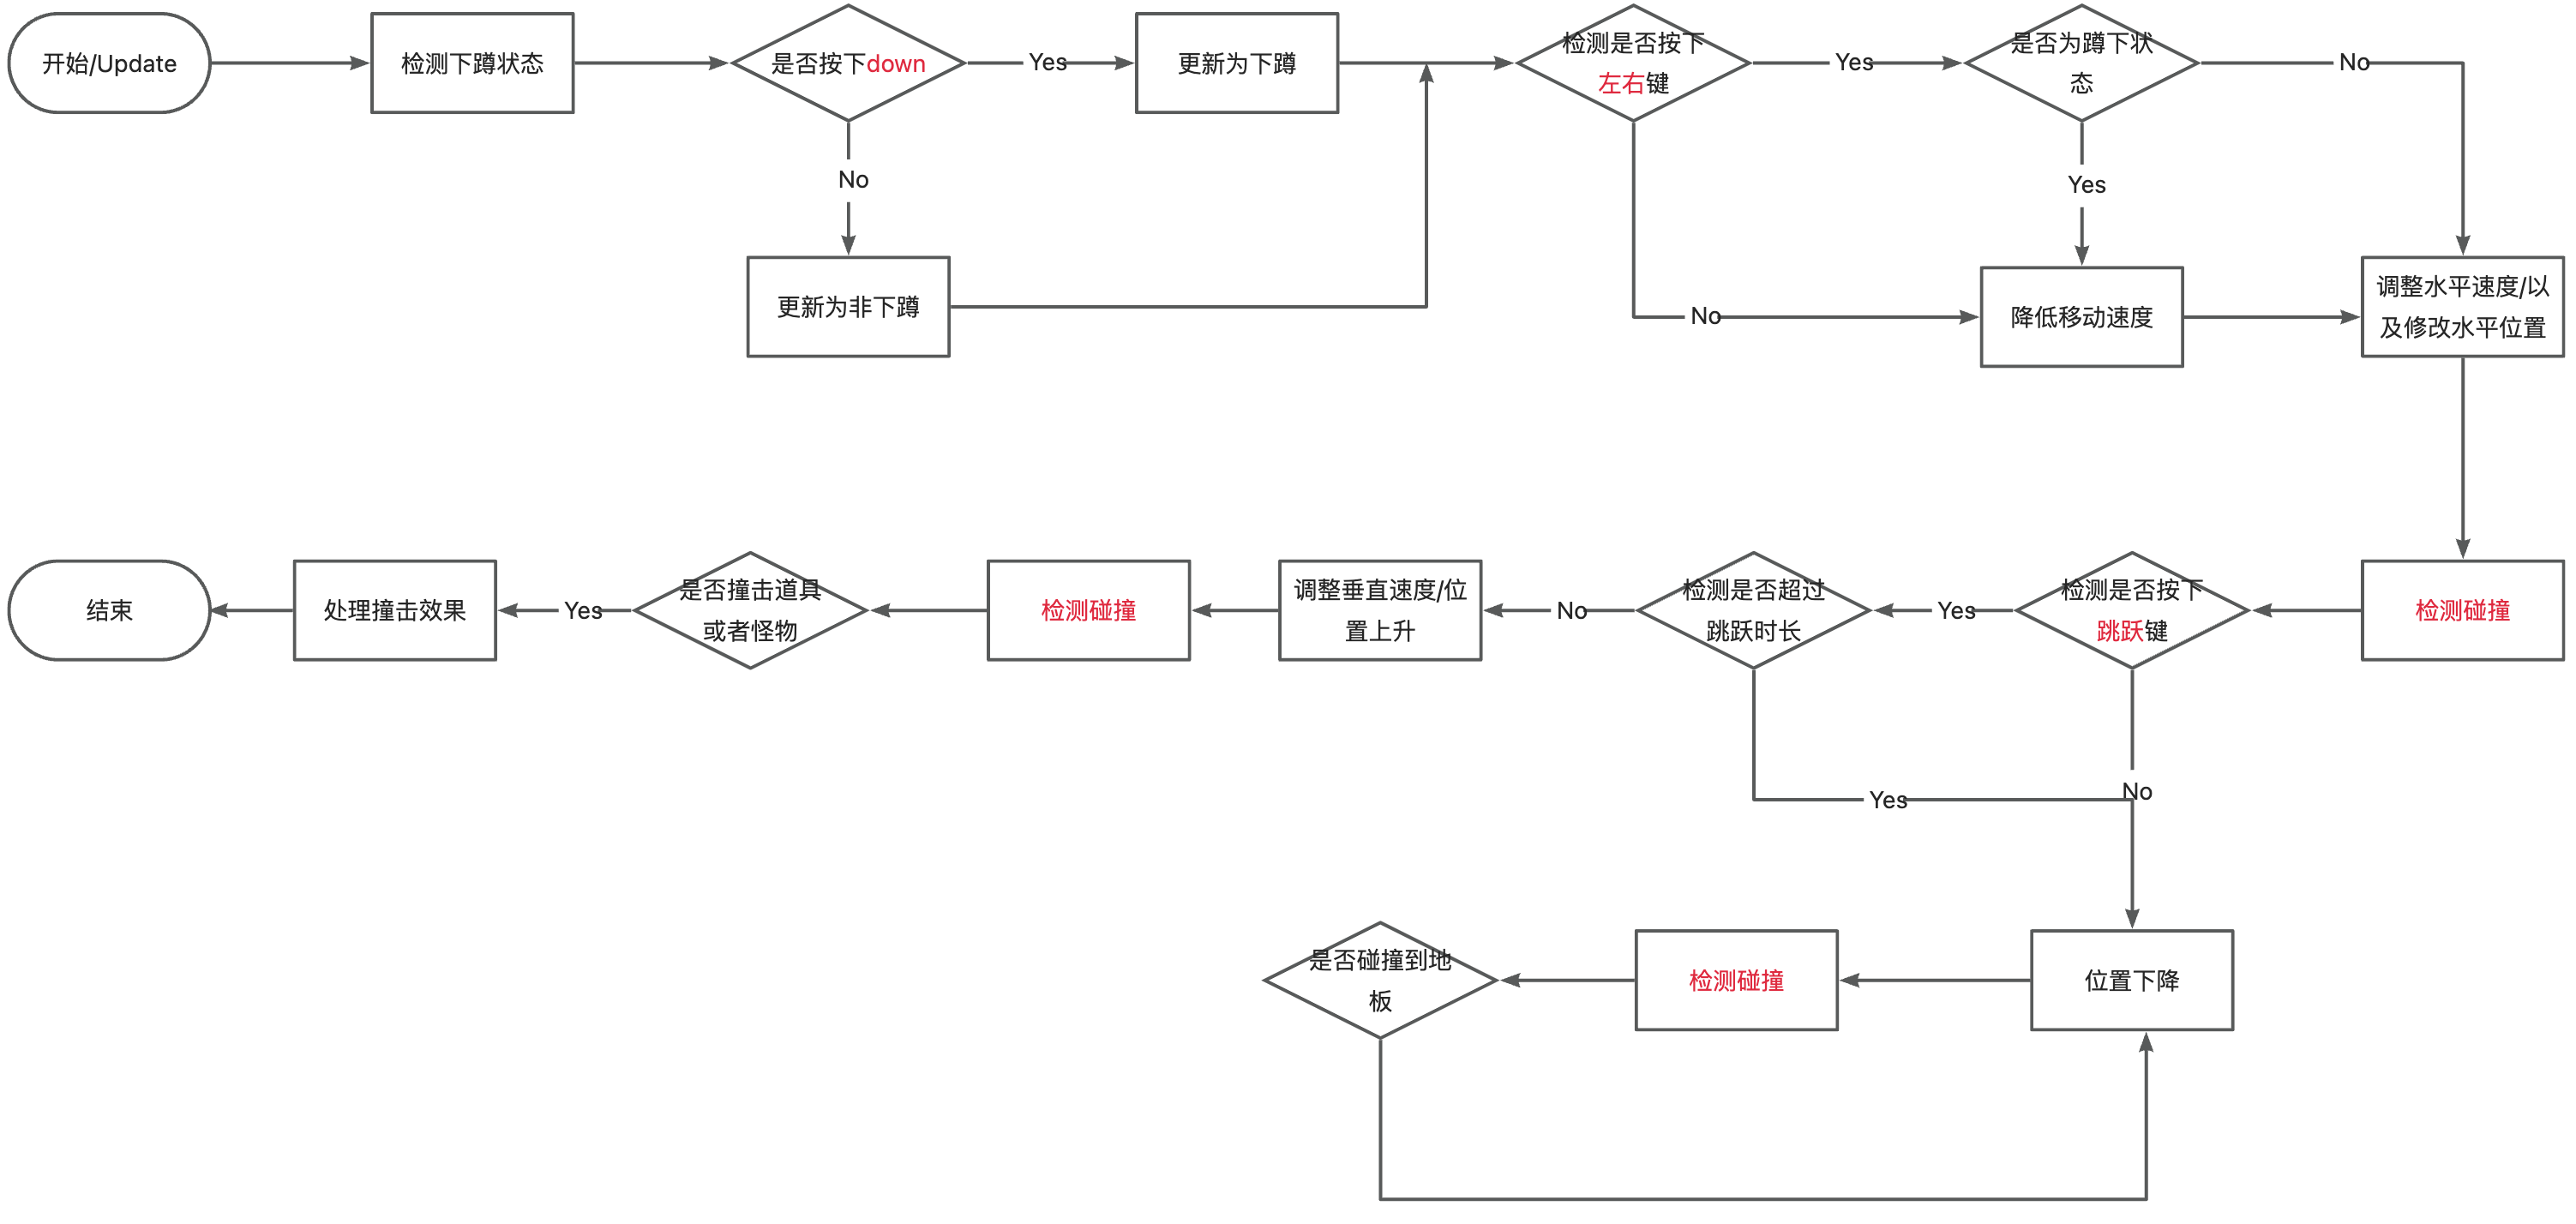 开始/Update
检测下蹲状态
是否按下down
Yes
更新为下蹲
检测是否按下
左右键
Yes
是否为蹲下状
态
No
No
Yes
更新为非下蹲
No
降低移动速度
调整水平速度/以
及修改水平位置
结束
处理撞击效果
Yes
是否撞击道具
或者怪物
检测碰撞
调整垂直速度/位
置上升
No
检测是否超过
跳跃时长
Yes
检测是否按下
跳跃键
检测碰撞
Yes
No
是否碰撞到地
板
检测碰撞
位置下降